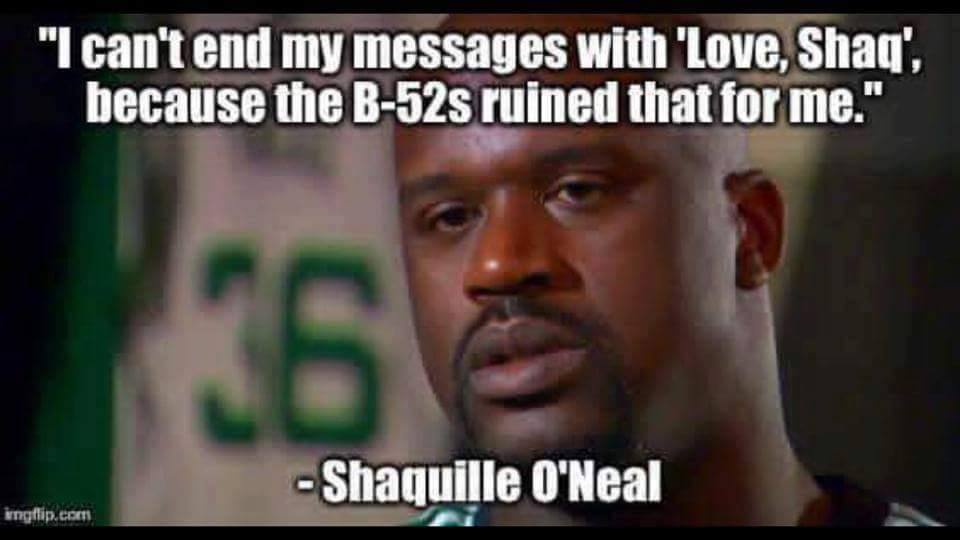 "I can't end my messages with 'Love, Shaq',
because the B-52s ruined that for me."
36
- Shaquille O'Neal
imgflip.com